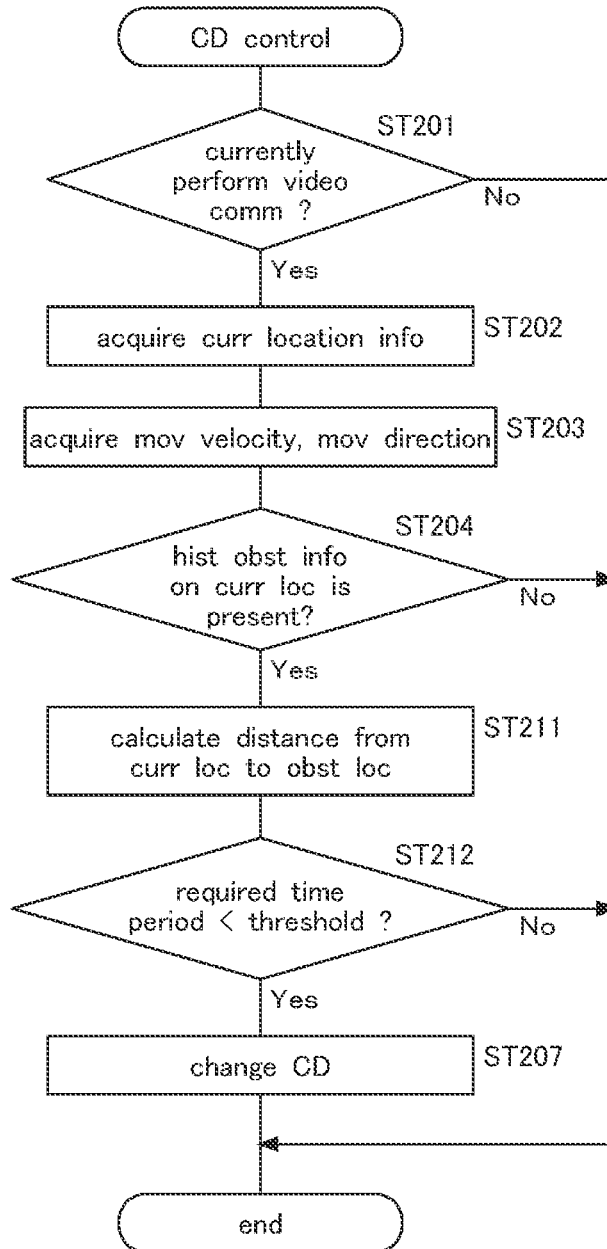 CD control
ST201
currently
perform video
comm ?
No
Yes
acquire curr location info
ST202
acquire mov velocity, mov direction
ST203
ST204
hist obst info
on curr loc is
present?
No
Yes
calculate distance from
curr loc to obst loc
ST211
ST212
required time
period < threshold ?
No
Yes
change CD
ST207
end